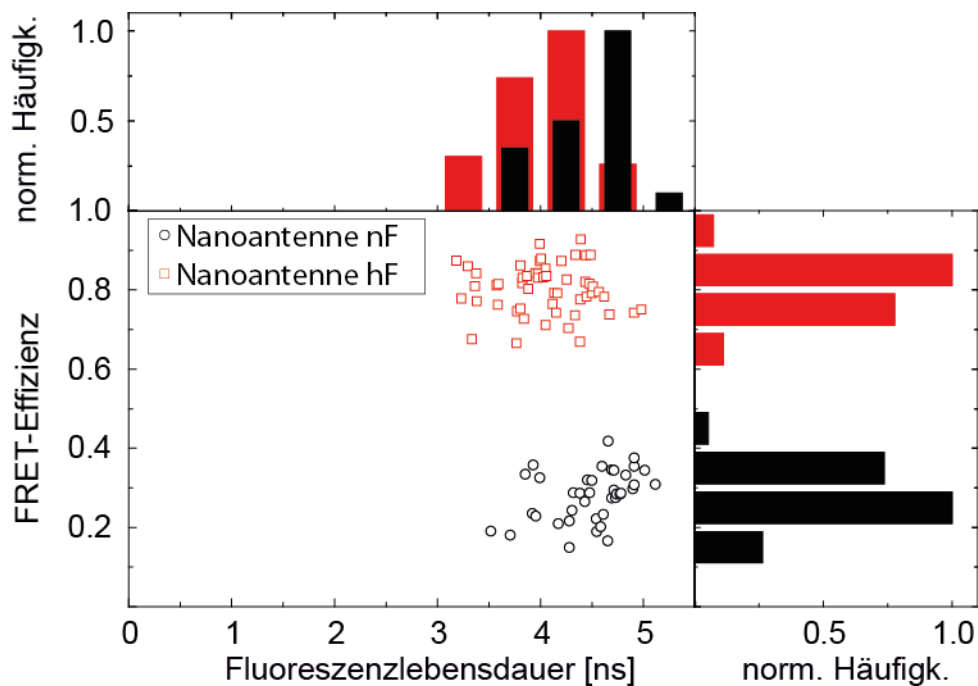 norm. Häufigk.
1.0
0.5
1.0
Nanoantenne nF
Nanoantenne hF
FRET-Effizienz
0.8
0.6
0.4
0.2
0 1 2 3 4 5 0.5 1.0
Fluoreszenzlebensdauer [ns] norm. Häufigk.